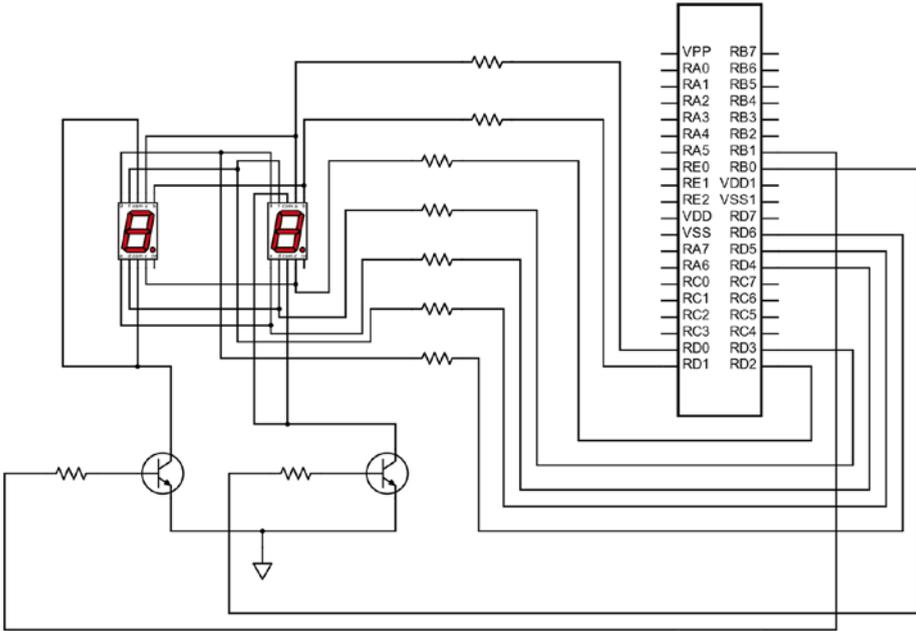 VPP RB7
RA0 RB6
RA1 RB5
RA2 RB4
RA3 RB3
RA4 RB2
RA5 RB1
RE0 RB0
RE1 VDD1
RE2 VSS1
VDD RD7
VSS RD6
RA7 RD5
RA6 RD4
RC0 RC7
RC1 RC6
RC2 RC5
RC3 RC4
RD0 RD3
RD1 RD2